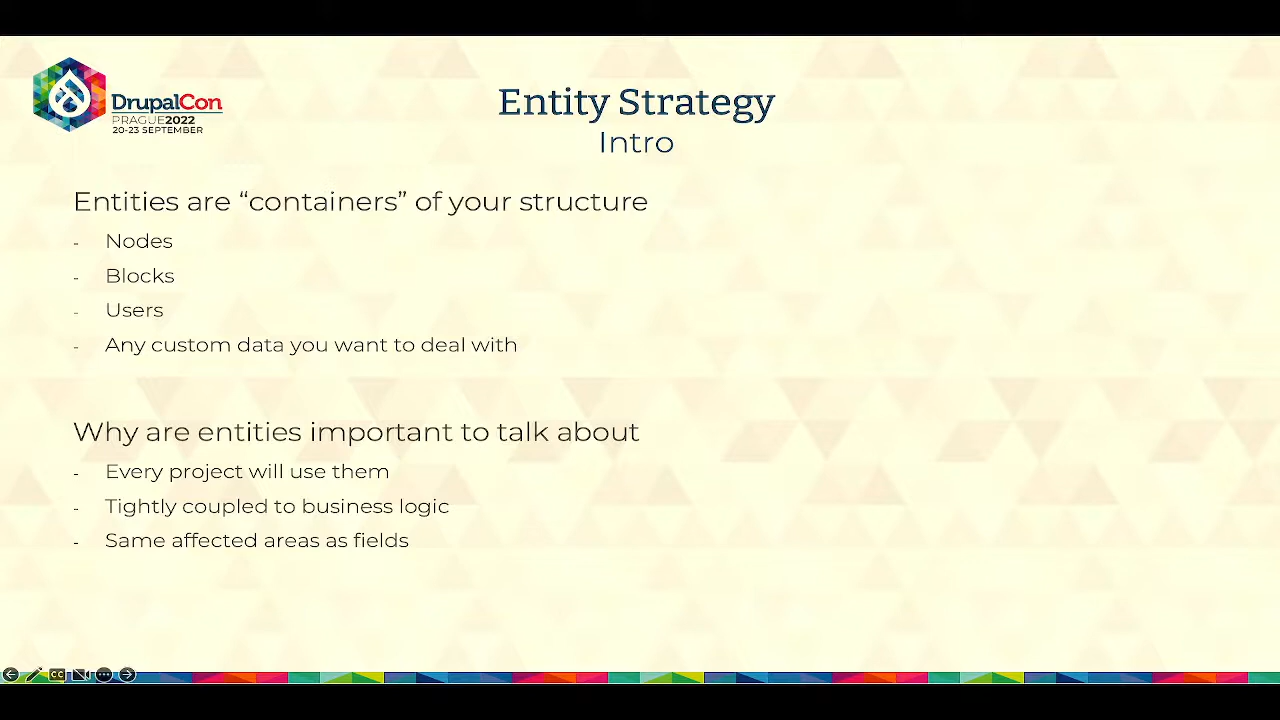 DrupalCon
PRAGUE2022
20-23 SEPTEMBER
Entity Strategy
Intro
Entities are “containers” of your structure
- Nodes
- Blocks
- Users
- Any custom data you want to deal with
Why are entities important to talk about
- Every project will use them
- Tightly coupled to business logic
- Same affected areas as fields
CC